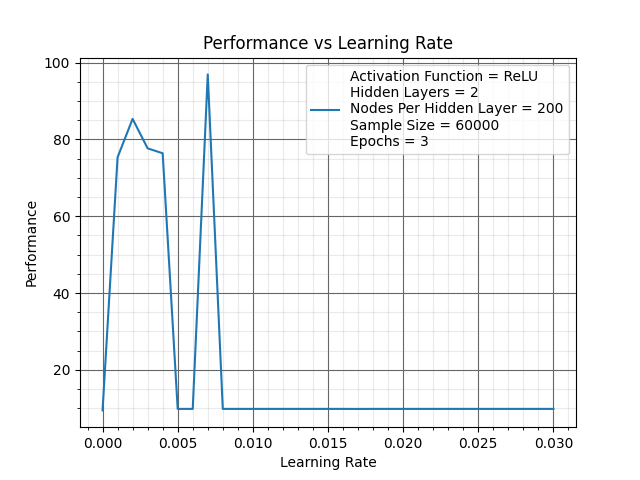 Performance vs Learning Rate
Activation Function = ReLU
Hidden Layers = 2
Nodes Per Hidden Layer = 200
Sample Size = 60000
Epochs = 3
100
80
60
40
20
Performance
0.000 0.005 0.010 0.015 0.020 0.025 0.030
Learning Rate